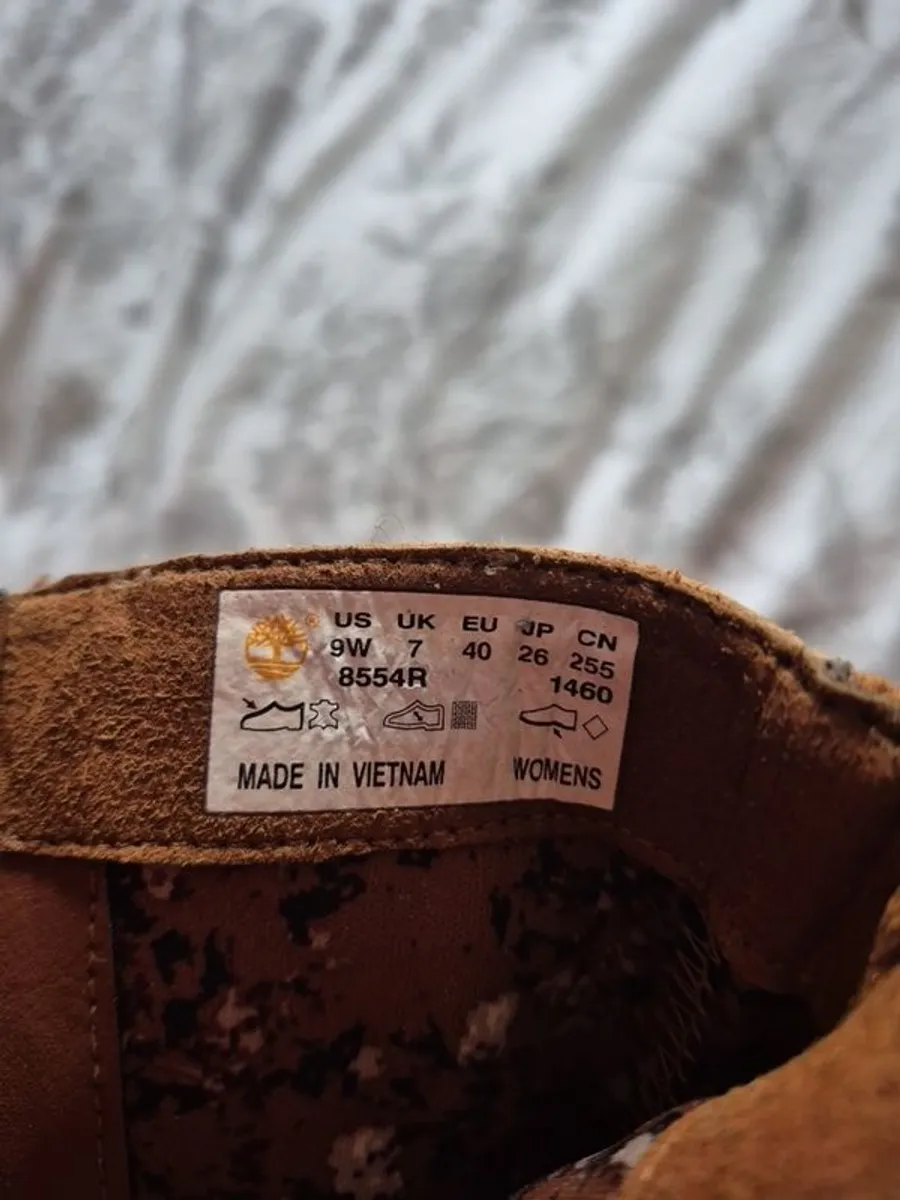 ® US UK EU JP CN
9W 7 40 26 255
8554R 1460
MADE IN VIETNAM WOMENS